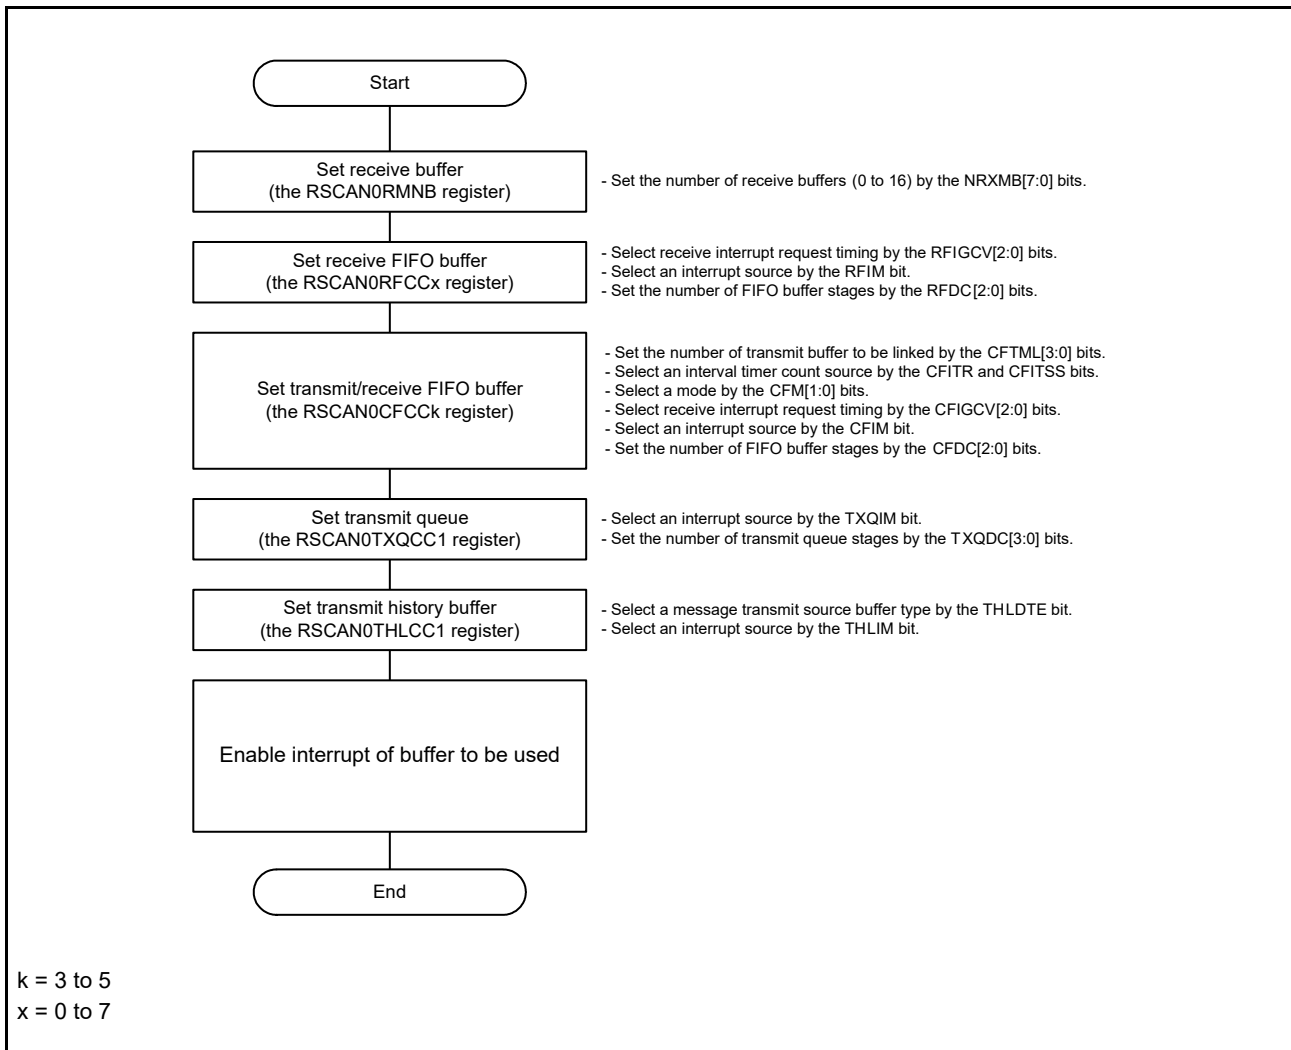 Start
Set receive buffer
(the RSCAN0RMNB register)
- Set the number of receive buffers (0 to 16) by the NRXMB[7:0] bits.
Set receive FIFO buffer
(the RSCAN0RFCCx register)
- Select receive interrupt request timing by the RFIGCV[2:0] bits.
- Select an interrupt source by the RFIM bit.
- Set the number of FIFO buffer stages by the RFDC[2:0] bits.
Set transmit/receive FIFO buffer
(the RSCAN0CFCCk register)
- Set the number of transmit buffer to be linked by the CFTML[3:0] bits.
- Select an interval timer count source by the CFITR and CFITSS bits.
- Select a mode by the CFM[1:0] bits.
- Select receive interrupt request timing by the CFIGCV[2:0] bits.
- Select an interrupt source by the CFIM bit.
- Set the number of FIFO buffer stages by the CFDC[2:0] bits.
Set transmit queue
(the RSCAN0TXQCC1 register)
- Select an interrupt source by the TXQIM bit.
- Set the number of transmit queue stages by the TXQDC[3:0] bits.
Set transmit history buffer
(the RSCAN0THLCC1 register)
- Select a message transmit source buffer type by the THLDTE bit.
- Select an interrupt source by the THLIM bit.
Enable interrupt of buffer to be used
End
k = 3 to 5
x = 0 to 7